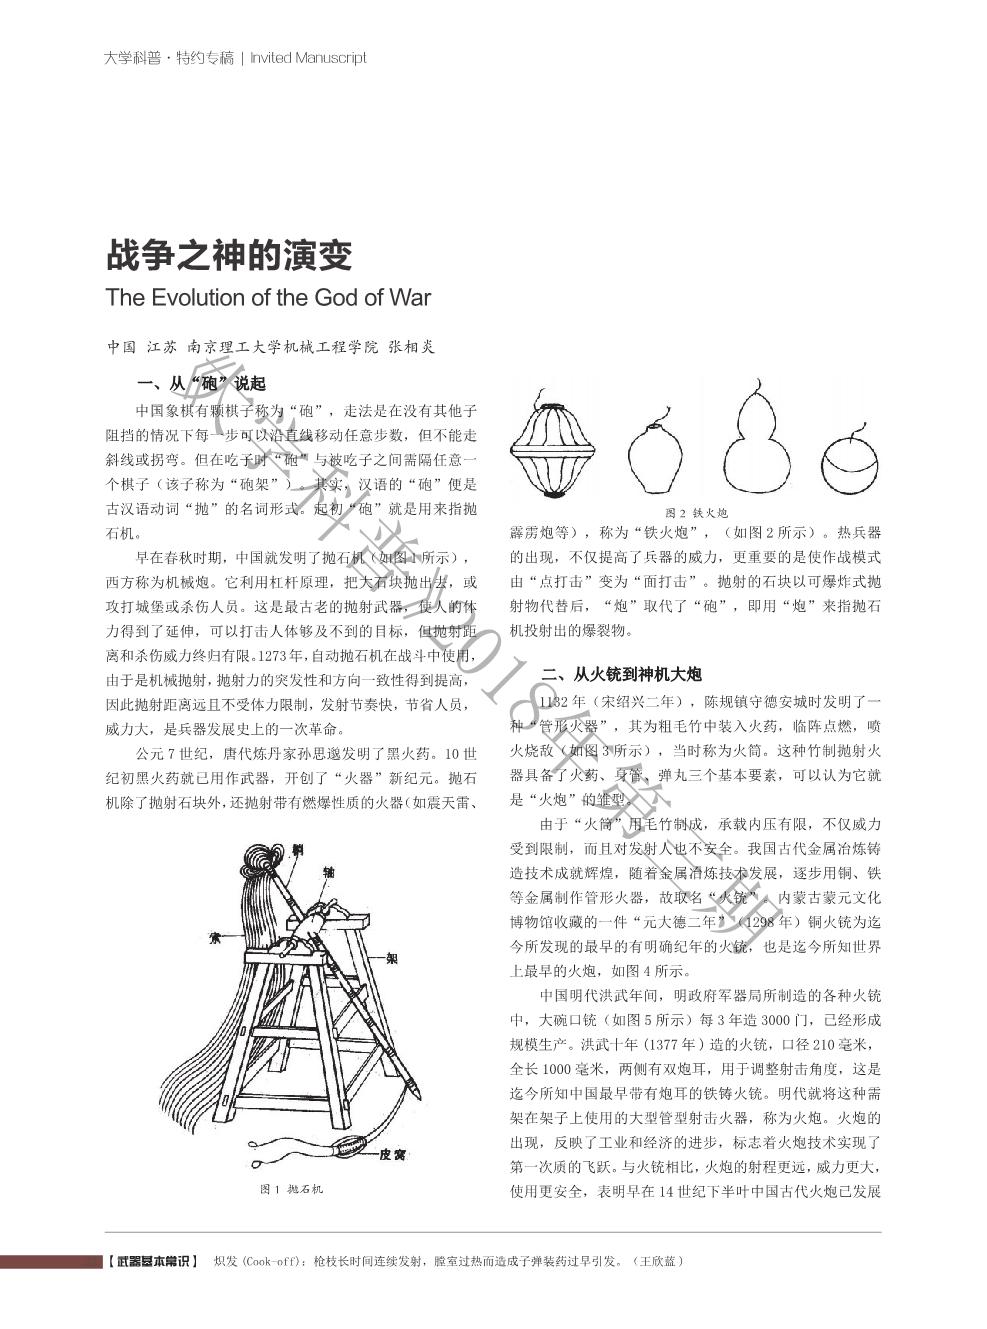 大学科普·特约专稿 | Invited Manuscript
战争之神的演变
The Evolution of the God of War
中国 江苏 南京理工大学机械工程学院 张相炎
一、从“砲”说起
中国象棋有颗棋子称为“砲”，走法是在没有其他子
阻挡的情况下每一步可以沿直线移动任意步数，但不能走
斜线或拐弯。但在吃子时“砲”与被吃子之间需隔任意一
个棋子（该子称为“砲架”）。其实，汉语的“砲”便是
古汉语动词“抛”的名词形式。起初“砲”就是用来指抛
石机。
早在春秋时期，中国就发明了抛石机（如图1所示），
西方称为机械炮。它利用杠杆原理，把大石块抛出去，或
攻打城堡或杀伤人员。这是最古老的抛射武器，使人的体
力得到了延伸，可以打击人体够及不到的目标，但抛射距
离和杀伤威力终归有限。1273年，自动抛石机在战斗中使用，
由于是机械抛射，抛射力的突发性和方向一致性得到提高，
因此抛射距离远且不受体力限制，发射节奏快，节省人员，
威力大，是兵器发展史上的一次革命。
公元7世纪，唐代炼丹家孙思邈发明了黑火药。10世
纪初黑火药就已用作武器，开创了“火器”新纪元。抛石
机除了抛射石块外，还抛射带有燃爆性质的火器（如震天雷、
梢
轴
索
架
皮窝
图1 抛石机
图2 铁火炮
霹雳炮等），称为“铁火炮”，（如图2所示）。热兵器
的出现，不仅提高了兵器的威力，更重要的是使作战模式
由“点打击”变为“面打击”。抛射的石块以可爆炸式抛
射物代替后，“炮”取代了“砲”，即用“炮”来指抛石
机投射出的爆裂物。
二、从火铳到神机大炮
1132年（宋绍兴二年），陈规镇守德安城时发明了一
种“管形火器”，其为粗毛竹中装入火药，临阵点燃，喷
火烧敌（如图3所示），当时称为火筒。这种竹制抛射火
器具备了火药、身管、弹丸三个基本要素，可以认为它就
是“火炮”的雏型。
由于“火筒”用毛竹制成，承载内压有限，不仅威力
受到限制，而且对发射人也不安全。我国古代金属冶炼铸
造技术成就辉煌，随着金属冶炼技术发展，逐步用铜、铁
等金属制作管形火器，故取名“火铳”。内蒙古蒙元文化
博物馆收藏的一件“元大德二年”（1298年）铜火铳为迄
今所发现的最早的有明确纪年的火铳，也是迄今所知世界
上最早的火炮，如图4所示。
中国明代洪武年间，明政府军器局所制造的各种火铳
中，大碗口铳（如图5所示）每3年造3000门，已经形成
规模生产。洪武十年(1377年)造的火铳，口径210毫米，
全长1000毫米，两侧有双炮耳，用于调整射击角度，这是
迄今所知中国最早带有炮耳的铁铸火铳。明代就将这种需
架在架子上使用的大型管型射击火器，称为火炮。火炮的
出现，反映了工业和经济的进步，标志着火炮技术实现了
第一次质的飞跃。与火铳相比，火炮的射程更远，威力更大，
使用更安全，表明早在14世纪下半叶中国古代火炮已发展
【武器基本常识】 炽发(Cook-off)：枪枝长时间连续发射，膛室过热而造成子弹装药过早引发。（王欣蓝）
《大学科普》2018年第二期